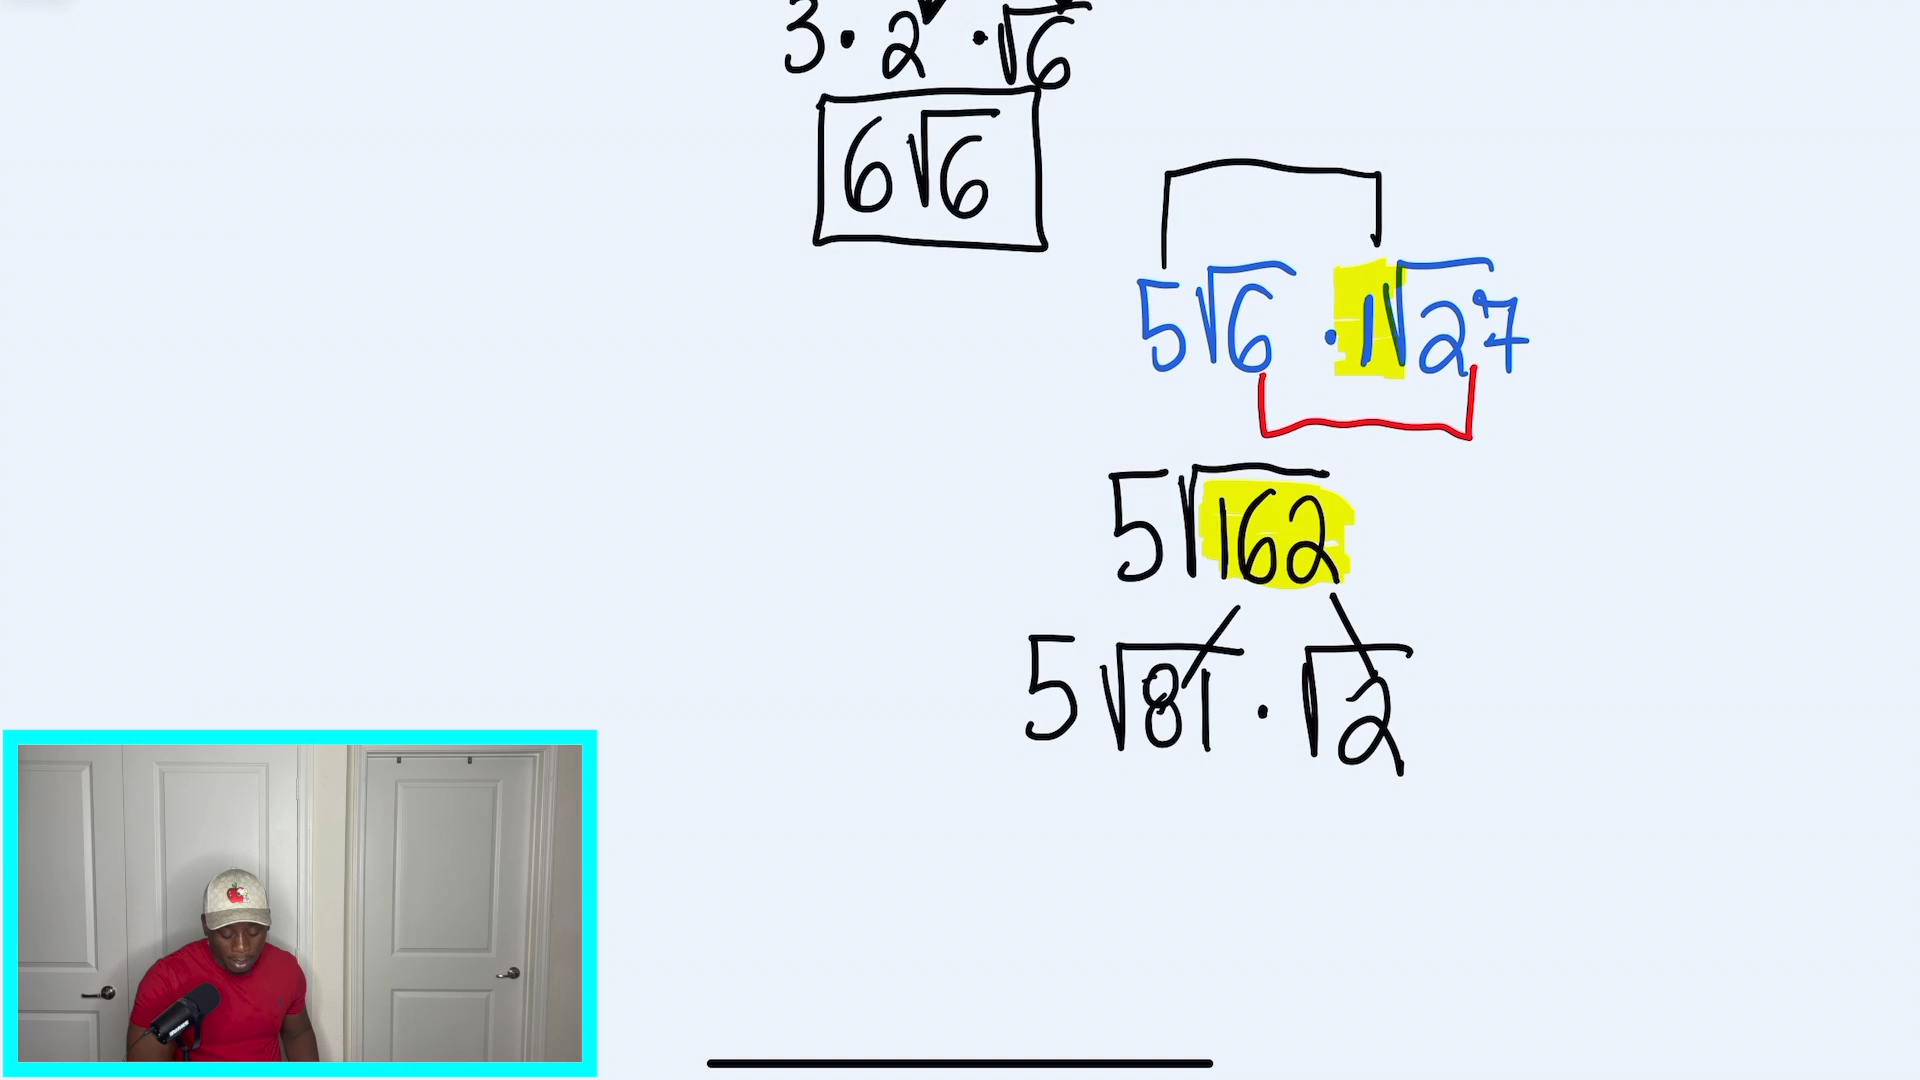 3 · 2 · √6
6√6
5√6 · 1√27
5√162
5√81 · √2